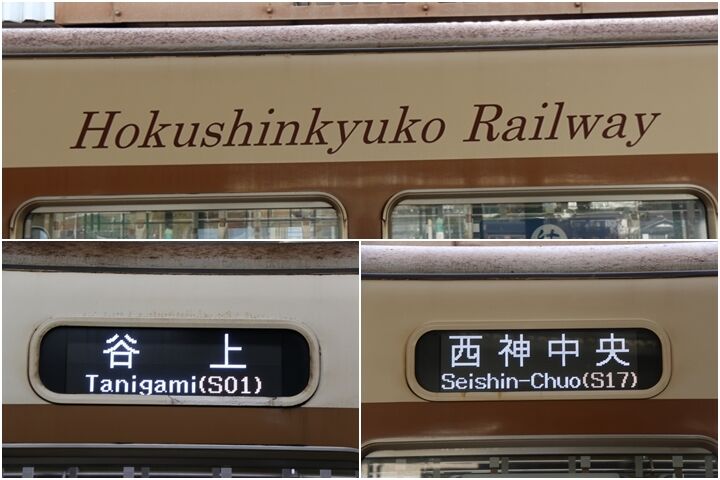 Hokushinkyuko Railway
谷上
Tanigami(S01)
西神中央
Seishin-Chuo(S17)